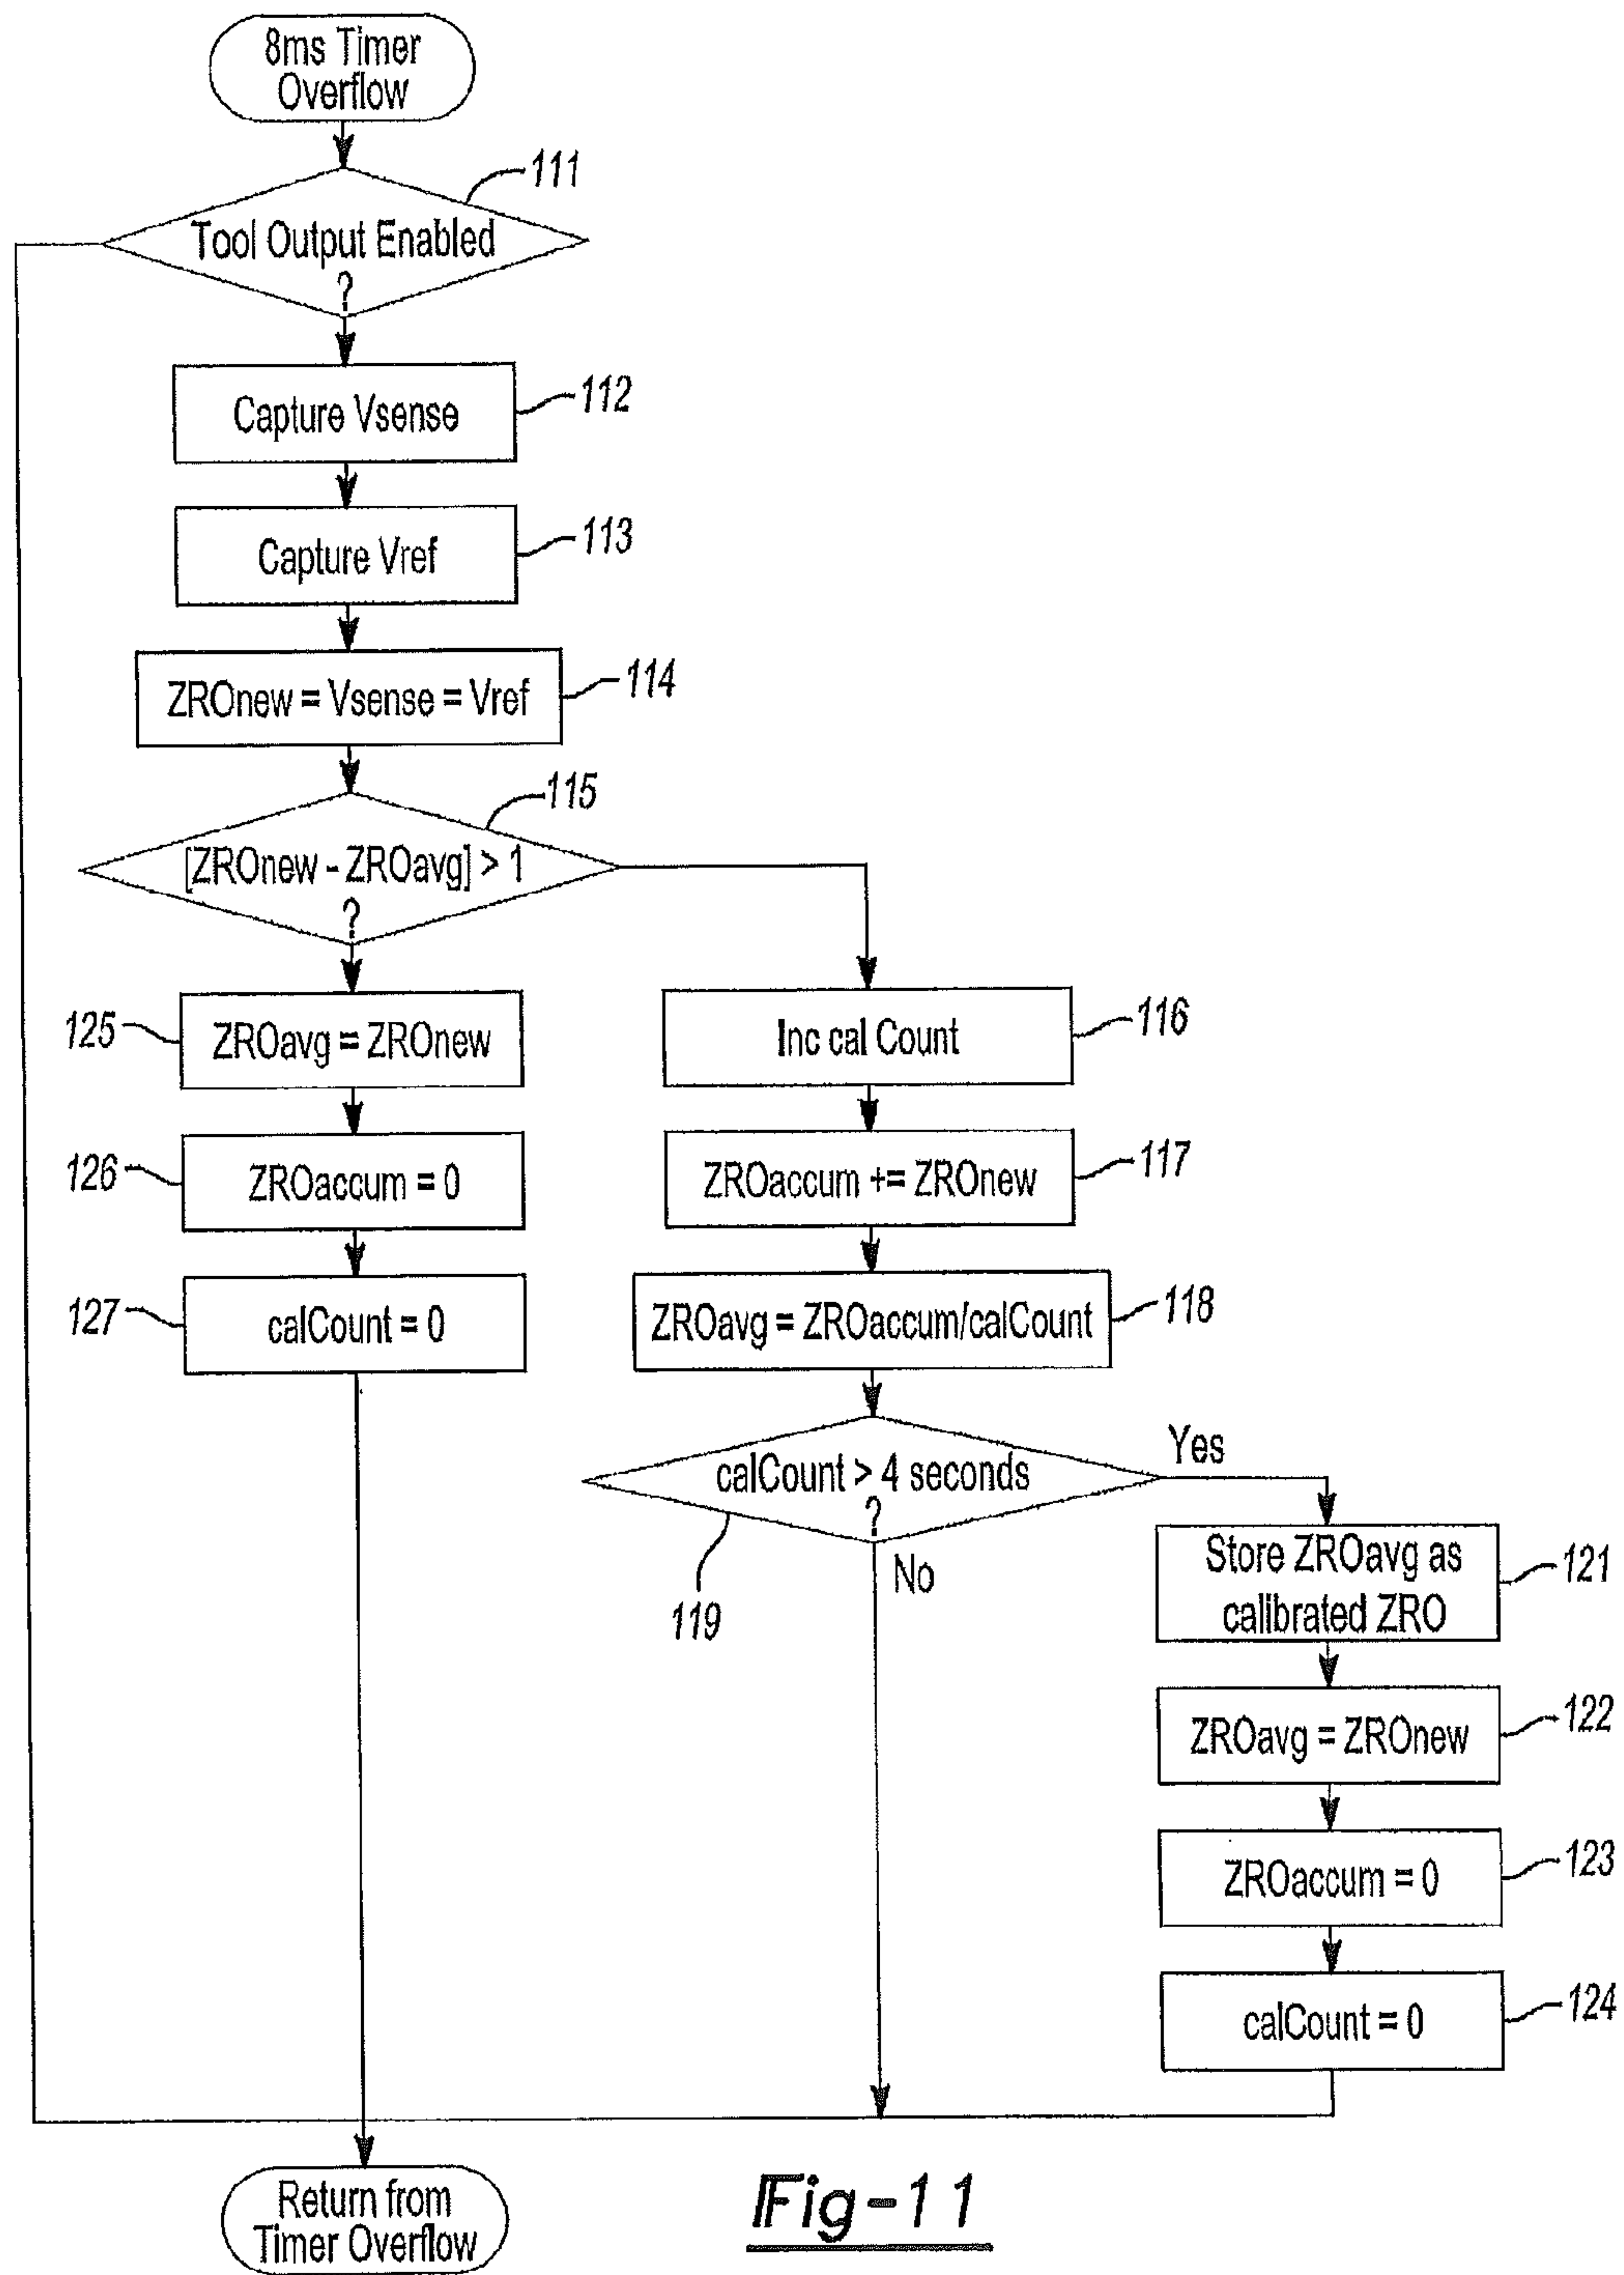 8ms Timer
Overflow
111
Tool Output Enabled
?
Capture Vsense
112
Capture Vref
113
ZROnew = Vsense = Vref
114
115
[ZROnew - ZROavg] > 1
?
125
ZROavg = ZROnew
Inc cal Count
116
126
ZROaccum = 0
ZROaccum += ZROnew
117
127
calCount = 0
ZROavg = ZROaccum/calCount
118
calCount > 4 seconds
?
Yes
No
119
Store ZROavg as
calibrated ZRO
121
ZROavg = ZROnew
122
ZROaccum = 0
123
calCount = 0
124
Return from
Timer Overflow
Fig-11